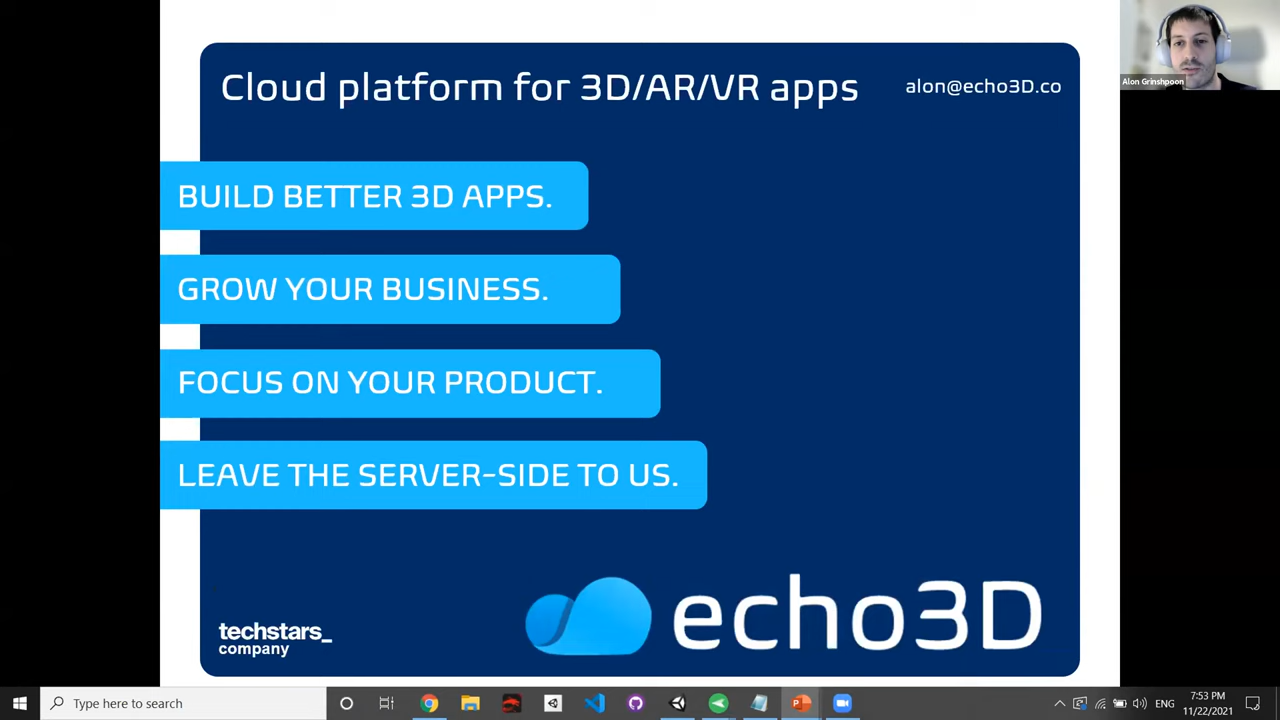 Cloud platform for 3D/AR/VR apps
alon@echo3D.co
Alon Grinshpoon
BUILD BETTER 3D APPS.
GROW YOUR BUSINESS.
FOCUS ON YOUR PRODUCT.
LEAVE THE SERVER-SIDE TO US.
techstars_
company
echo3D
Type here to search
ENG
7:53 PM
11/22/2021